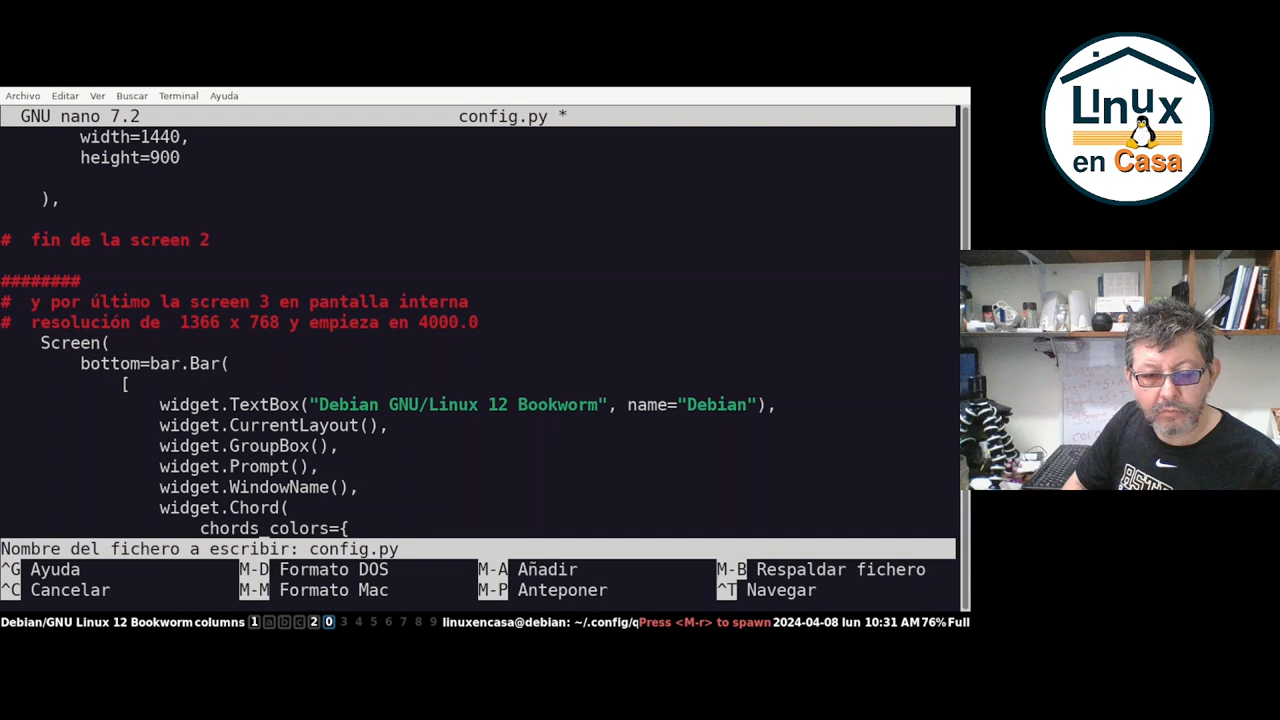 Archivo Editar Ver Buscar Terminal Ayuda
GNU nano 7.2 config.py *
width=1440,
height=900
),
# fin de la screen 2
########
# y por último la screen 3 en pantalla interna
# resolución de 1366 x 768 y empieza en 4000.0
Screen(
bottom=bar.Bar(
[
widget.TextBox("Debian GNU/Linux 12 Bookworm", name="Debian"),
widget.CurrentLayout(),
widget.GroupBox(),
widget.Prompt(),
widget.WindowName(),
widget.Chord(
chords_colors={
Nombre del fichero a escribir: config.py
^G Ayuda M-D Formato DOS M-A Añadir M-B Respaldar fichero
^C Cancelar M-M Formato Mac M-P Anteponer ^T Navegar
Debian/GNU Linux 12 Bookworm columns 1 a b c 2 0 3 4 5 6 7 8 9 linuxencasa@debian: ~/.config/q Press <M-r> to spawn 2024-04-08 lun 10:31 AM 76% Full
Linux
en Casa